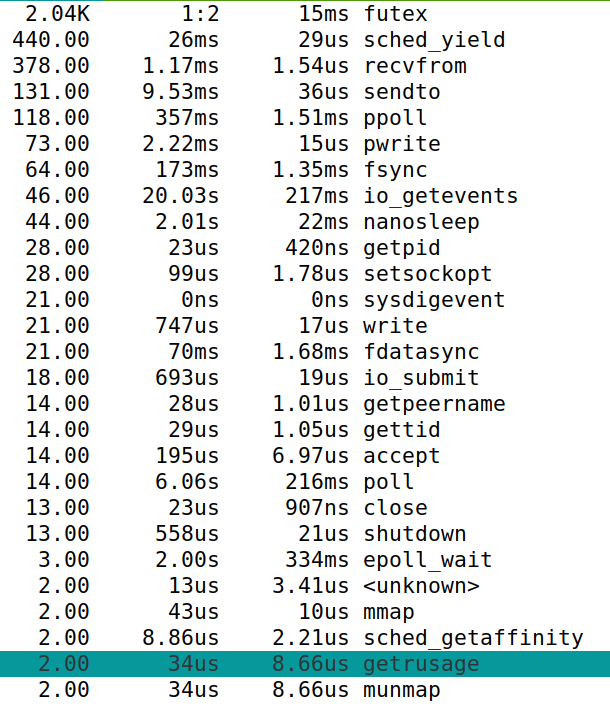 2.04K 1:2 15ms futex
440.00 26ms 29us sched_yield
378.00 1.17ms 1.54us recvfrom
131.00 9.53ms 36us sendto
118.00 357ms 1.51ms ppoll
73.00 2.22ms 15us pwrite
64.00 173ms 1.35ms fsync
46.00 20.03s 217ms io_getevents
44.00 2.01s 22ms nanosleep
28.00 23us 420ns getpid
28.00 99us 1.78us setsockopt
21.00 0ns 0ns sysdigevent
21.00 747us 17us write
21.00 70ms 1.68ms fdatasync
18.00 693us 19us io_submit
14.00 28us 1.01us getpeername
14.00 29us 1.05us gettid
14.00 195us 6.97us accept
14.00 6.06s 216ms poll
13.00 23us 907ns close
13.00 558us 21us shutdown
3.00 2.00s 334ms epoll_wait
2.00 13us 3.41us <unknown>
2.00 43us 10us mmap
2.00 8.86us 2.21us sched_getaffinity
2.00 34us 8.66us getrusage
2.00 34us 8.66us munmap